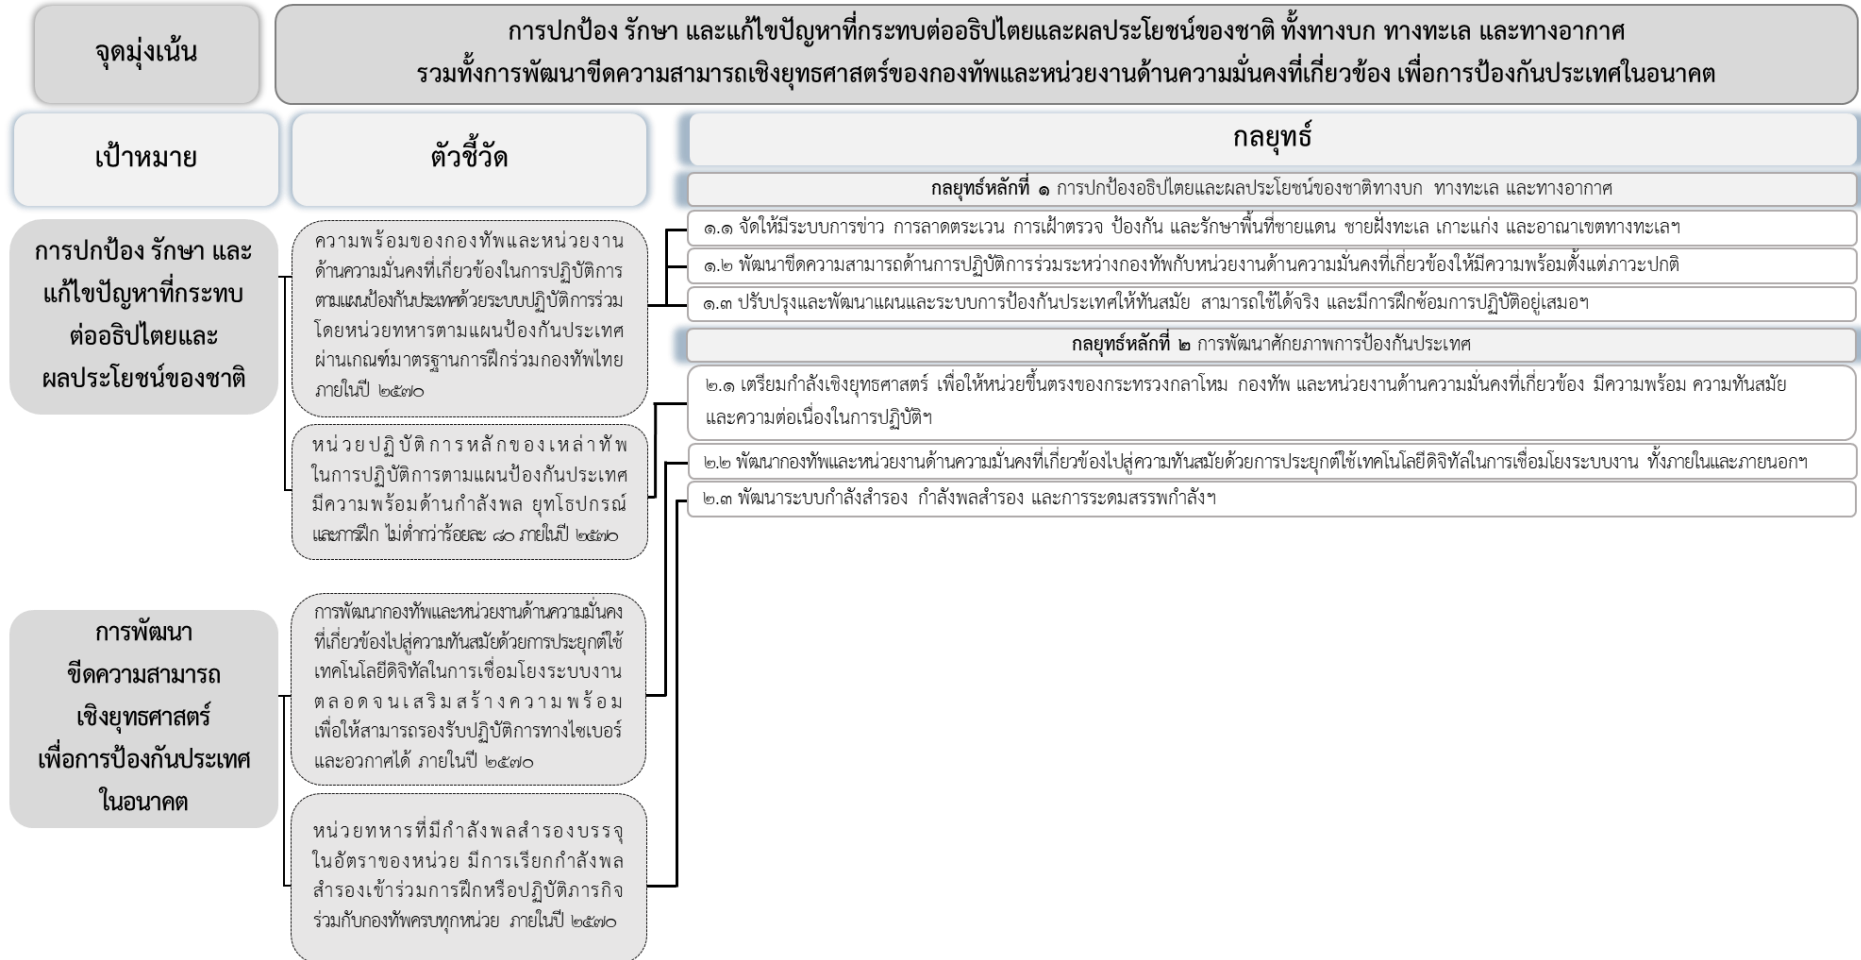 จุดมุ่งเน้น
การปกป้อง รักษา และแก้ไขปัญหาที่กระทบต่ออธิปไตยและผลประโยชน์ของชาติ ทั้งทางบก ทางทะเล และทางอากาศ
รวมทั้งการพัฒนาขีดความสามารถเชิงยุทธศาสตร์ของกองทัพและหน่วยงานด้านความมั่นคงที่เกี่ยวข้อง เพื่อการป้องกันประเทศในอนาคต
เป้าหมาย
ตัวชี้วัด
กลยุทธ์
การปกป้อง รักษา และ
แก้ไขปัญหาที่กระทบ
ต่ออธิปไตยและ
ผลประโยชน์ของชาติ
ความพร้อมของกองทัพและหน่วยงาน
ด้านความมั่นคงที่เกี่ยวข้องในการปฏิบัติการ
ตามแผนป้องกันประเทศด้วยระบบปฏิบัติการร่วม
โดยหน่วยทหารตามแผนป้องกันประเทศ
ผ่านเกณฑ์มาตรฐานการฝึกร่วมกองทัพไทย
ภายในปี ๒๕๗๐
หน่วยปฏิบัติการหลักของเหล่าทัพ
ในการปฏิบัติการตามแผนป้องกันประเทศ
มีความพร้อมด้านกำลังพล ยุทโธปกรณ์
และการฝึก ไม่ต่ำกว่าร้อยละ ๘๐ ภายในปี ๒๕๗๐
กลยุทธ์หลักที่ ๑ การปกป้องอธิปไตยและผลประโยชน์ของชาติทางบก ทางทะเล และทางอากาศ
๑.๑ จัดให้มีระบบการข่าว การลาดตระเวน การเฝ้าตรวจ ป้องกัน และรักษาพื้นที่ชายแดน ชายฝั่งทะเล เกาะแก่ง และอาณาเขตทางทะเลฯ
๑.๒ พัฒนาขีดความสามารถด้านการปฏิบัติการร่วมระหว่างกองทัพกับหน่วยงานด้านความมั่นคงที่เกี่ยวข้องให้มีความพร้อมตั้งแต่ภาวะปกติ
๑.๓ ปรับปรุงและพัฒนาแผนและระบบการป้องกันประเทศให้ทันสมัย สามารถใช้ได้จริง และมีการฝึกซ้อมการปฏิบัติอยู่เสมอฯ
กลยุทธ์หลักที่ ๒ การพัฒนาศักยภาพการป้องกันประเทศ
๒.๑ เตรียมกำลังเชิงยุทธศาสตร์ เพื่อให้หน่วยขึ้นตรงของกระทรวงกลาโหม กองทัพ และหน่วยงานด้านความมั่นคงที่เกี่ยวข้อง มีความพร้อม ความทันสมัย
และความต่อเนื่องในการปฏิบัติฯ
๒.๒ พัฒนากองทัพและหน่วยงานด้านความมั่นคงที่เกี่ยวข้องไปสู่ความทันสมัยด้วยการประยุกต์ใช้เทคโนโลยีดิจิทัลในการเชื่อมโยงระบบงาน ทั้งภายในและภายนอกฯ
๒.๓ พัฒนาระบบกำลังสำรอง กำลังพลสำรอง และการระดมสรรพกำลังฯ
การพัฒนา
ขีดความสามารถ
เชิงยุทธศาสตร์
เพื่อการป้องกันประเทศ
ในอนาคต
การพัฒนากองทัพและหน่วยงานด้านความมั่นคง
ที่เกี่ยวข้องไปสู่ความทันสมัยด้วยการประยุกต์ใช้
เทคโนโลยีดิจิทัลในการเชื่อมโยงระบบงาน
ตลอดจนเสริมสร้างความพร้อม
เพื่อให้สามารถรองรับปฏิบัติการทางไซเบอร์
และอวกาศได้ ภายในปี ๒๕๗๐
หน่วยทหารที่มีกำลังพลสำรองบรรจุ
ในอัตราของหน่วย มีการเรียกกำลังพล
สำรองเข้าร่วมการฝึกหรือปฏิบัติภารกิจ
ร่วมกับกองทัพครบทุกหน่วย ภายในปี ๒๕๗๐